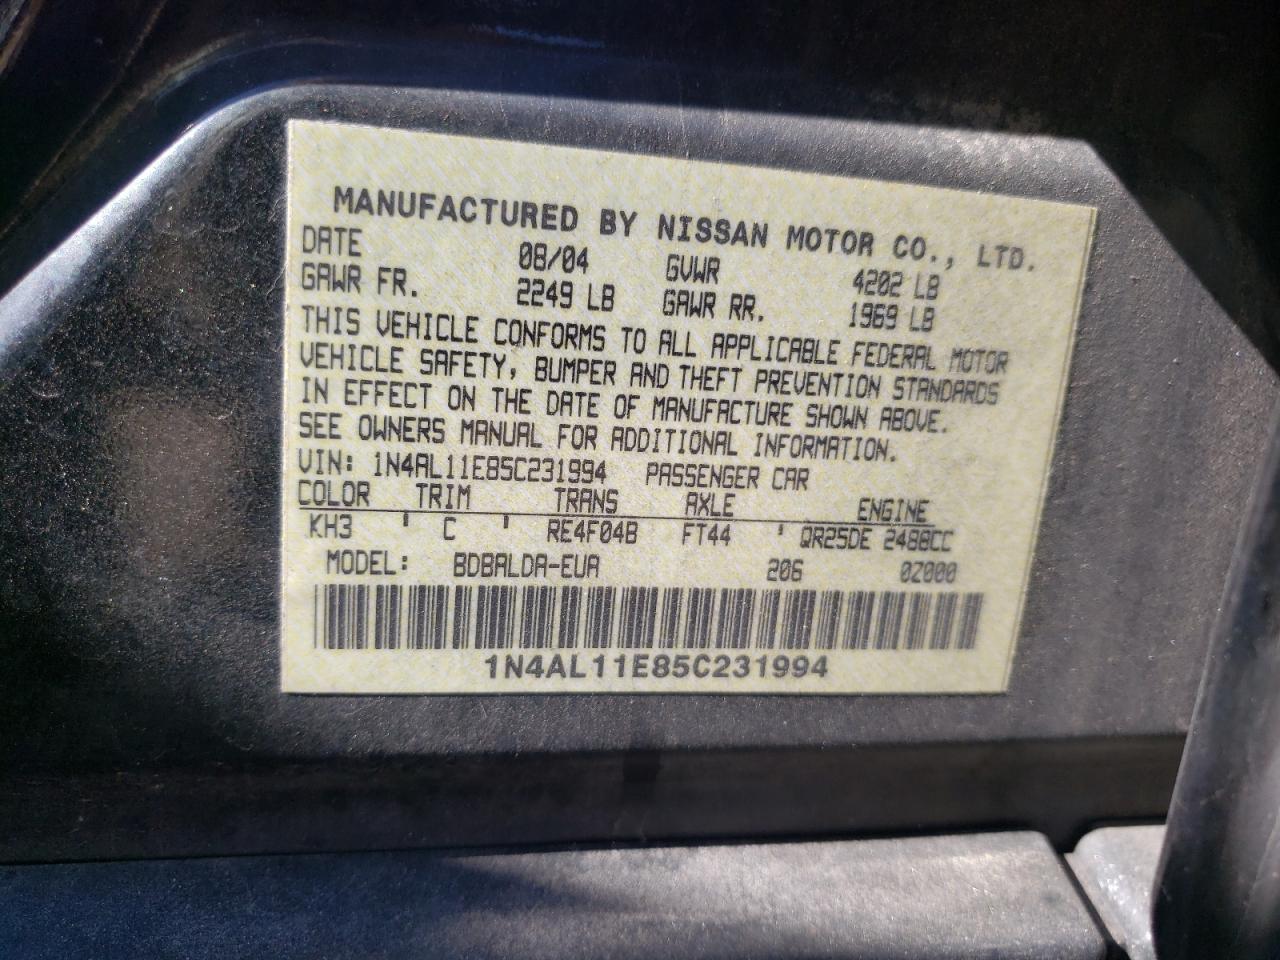 MANUFACTURED BY NISSAN MOTOR CO., LTD.
DATE 08/04 GVWR 4202 LB
GAWR FR. 2249 LB GAWR RR. 1969 LB
THIS VEHICLE CONFORMS TO ALL APPLICABLE FEDERAL MOTOR
VEHICLE SAFETY, BUMPER AND THEFT PREVENTION STANDARDS
IN EFFECT ON THE DATE OF MANUFACTURE SHOWN ABOVE.
SEE OWNERS MANUAL FOR ADDITIONAL INFORMATION.
VIN: 1N4AL11E85C231994 PASSENGER CAR
COLOR TRIM TRANS AXLE ENGINE
KH3 ' C ' RE4F04B FT44 ' QR25DE 2488CC
MODEL: BDBALDA-EUA 206 0Z000
1N4AL11E85C231994